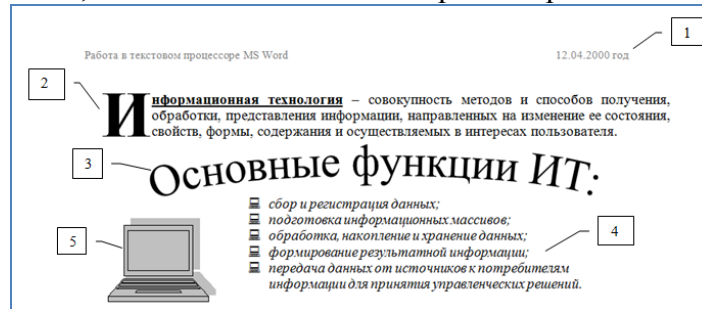 1
Работа в текстовом процессоре MS Word 12.04.2000 год
2
Информационная технология – совокупность методов и способов получения,
обработки, представления информации, направленных на изменение ее состояния,
свойств, формы, содержания и осуществляемых в интересах пользователя.
3
Основные функции ИТ:
сбор и регистрация данных;
подготовка информационных массивов;
4
5
обработка, накопление и хранение данных;
формирование результатной информации;
передача данных от источников к потребителям
информации для принятия управленческих решений.